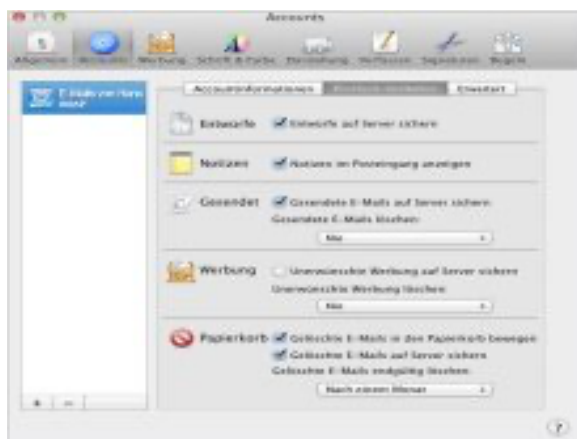 Accounts
Allgemein Accounts Werbung Schrift & Farbe Darstellung Verfassen Signaturen Regeln
Accountinformationen Erweitert
Entwürfe Entwürfe auf Server sichern
Notizen Notizen im Posteingang anzeigen
Gesendet Gesendete E-Mails auf Server sichern
Gesendete E-Mails löschen:
Nie
Werbung Unerwünschte Werbung auf Server sichern
Unerwünschte Werbung löschen:
Nie
Papierkorb Gelöschte E-Mails in den Papierkorb bewegen
Gelöschte E-Mails auf Server sichern
Gelöschte E-Mails endgültig löschen:
Nach einem Monat
+ −
?